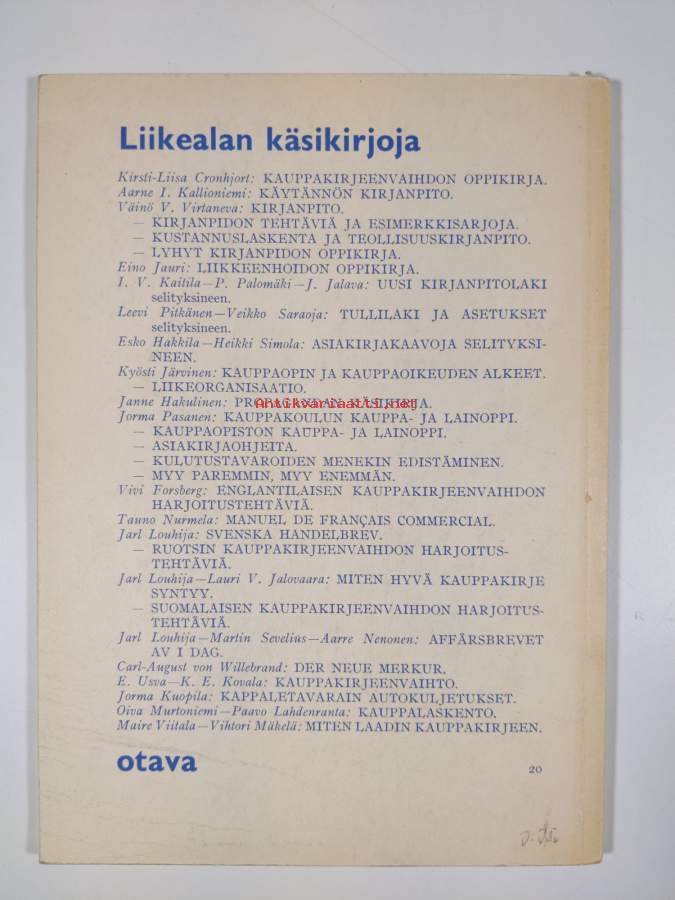 Liikealan käsikirjoja
Kirsti-Liisa Cronhjort: KAUPPAKIRJEENVAIHDON OPPIKIRJA.
Aarne I. Kallioniemi: KÄYTÄNNÖN KIRJANPITO.
Väinö V. Virtaneva: KIRJANPITO.
— KIRJANPIDON TEHTÄVIÄ JA ESIMERKKISARJOJA.
— KUSTANNUSLASKENTA JA TEOLLISUUSKIRJANPITO.
— LYHYT KIRJANPIDON OPPIKIRJA.
Eino Jauri: LIIKKEENHOIDON OPPIKIRJA.
I. V. Kaitila—P. Palomäki—J. Jalava: UUSI KIRJANPITOLAKI
selityksineen.
Leevi Pitkänen—Veikko Saraoja: TULLILAKI JA ASETUKSET
selityksineen.
Esko Hakkila—Heikki Simola: ASIAKIRJAKAAVOJA SELITYKSI-
NEEN.
Kyösti Järvinen: KAUPPAOPIN JA KAUPPAOIKEUDEN ALKEET.
— LIIKEORGANISAATIO.
Janne Hakulinen: PROPAGANDAN KÄSIKIRJA.
Antikvariaatti.net
Jorma Pasanen: KAUPPAKOULUN KAUPPA- JA LAINOPPI.
— KAUPPAOPISTON KAUPPA- JA LAINOPPI.
— ASIAKIRJAOHJEITA.
— KULUTUSTAVAROIDEN MENEKIN EDISTÄMINEN.
— MYY PAREMMIN, MYY ENEMMÄN.
Vivi Forsberg: ENGLANTILAISEN KAUPPAKIRJEENVAIHDON
HARJOITUSTEHTÄVIÄ.
Tauno Nurmela: MANUEL DE FRANÇAIS COMMERCIAL.
Jarl Louhija: SVENSKA HANDELBREV.
— RUOTSIN KAUPPAKIRJEENVAIHDON HARJOITUS-
TEHTÄVIÄ.
Jarl Louhija—Lauri V. Jalovaara: MITEN HYVÄ KAUPPAKIRJE
SYNTYY.
— SUOMALAISEN KAUPPAKIRJEENVAIHDON HARJOITUS-
TEHTÄVIÄ.
Jarl Louhija—Martin Sevelius—Aarre Nenonen: AFFÄRSBREVET
AV I DAG.
Carl-August von Willebrand: DER NEUE MERKUR.
E. Usva—K. E. Kovala: KAUPPAKIRJEENVAIHTO.
Jorma Kuopila: KAPPALETAVARAIN AUTOKULJETUKSET.
Oiva Murtoniemi—Paavo Lahdenranta: KAUPPALASKENTO.
Maire Viitala—Vihtori Mäkelä: MITEN LAADIN KAUPPAKIRJEEN.
otava
20